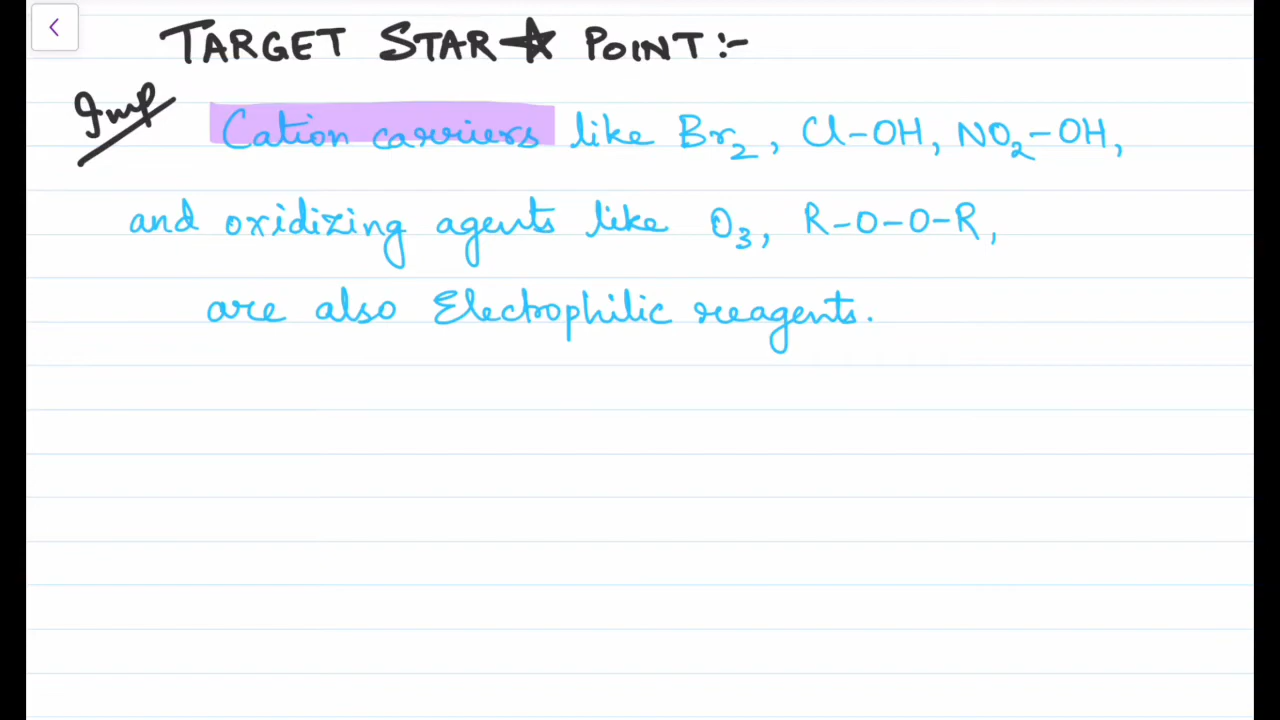 TARGET STAR★ POINT :-
Imp
Cation carriers like Br₂, Cl-OH, NO₂-OH,
and oxidizing agents like O₃, R-O-O-R,
are also Electrophilic reagents.